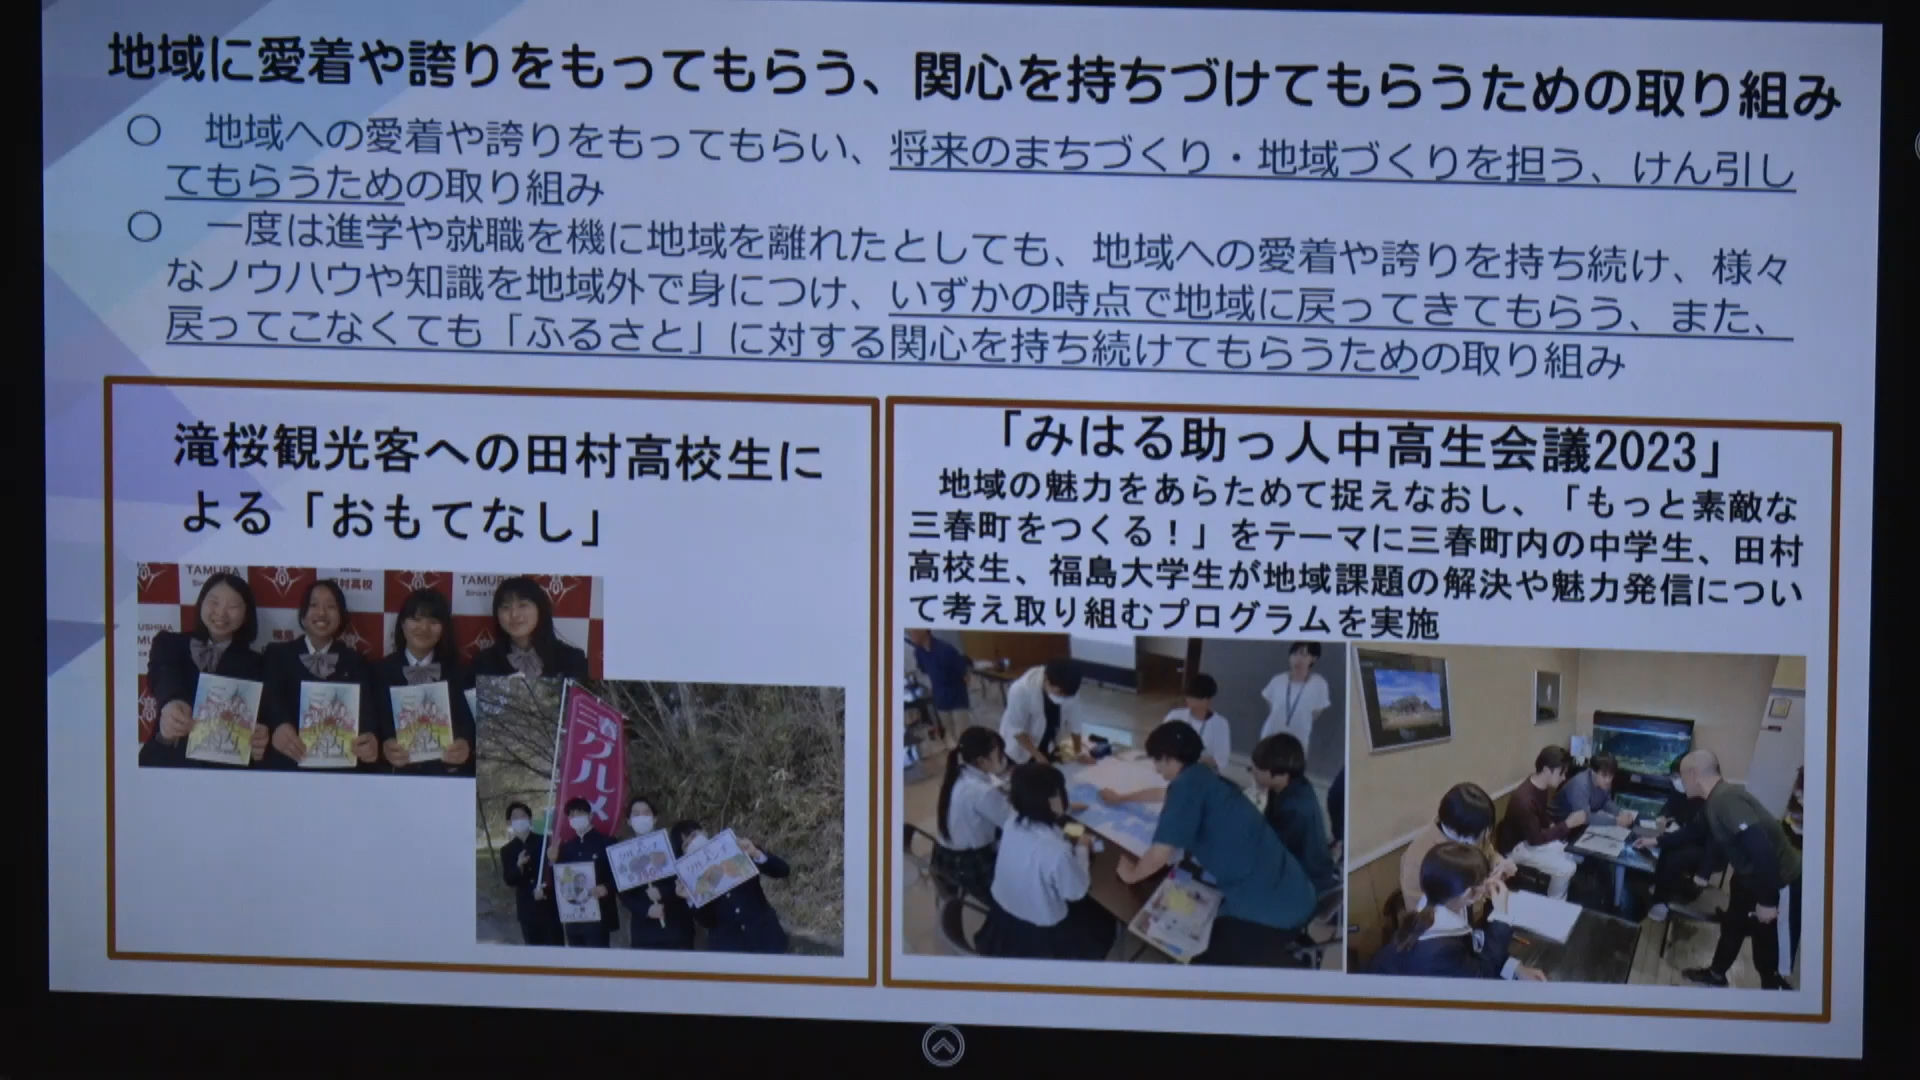 地域に愛着や誇りをもってもらう、関心を持ちづけてもらうための取り組み
○　地域への愛着や誇りをもってもらい、将来のまちづくり・地域づくりを担う、けん引し
てもらうための取り組み
○　一度は進学や就職を機に地域を離れたとしても、地域への愛着や誇りを持ち続け、様々
なノウハウや知識を地域外で身につけ、いずかの時点で地域に戻ってきてもらう、また、
戻ってこなくても「ふるさと」に対する関心を持ち続けてもらうための取り組み
滝桜観光客への田村高校生に
よる「おもてなし」
TAMURA
田村高校
TAMURA
福島
三春グルメ
「みはる助っ人中高生会議2023」
地域の魅力をあらためて捉えなおし、「もっと素敵な
三春町をつくる！」をテーマに三春町内の中学生、田村
高校生、福島大学生が地域課題の解決や魅力発信につい
て考え取り組むプログラムを実施